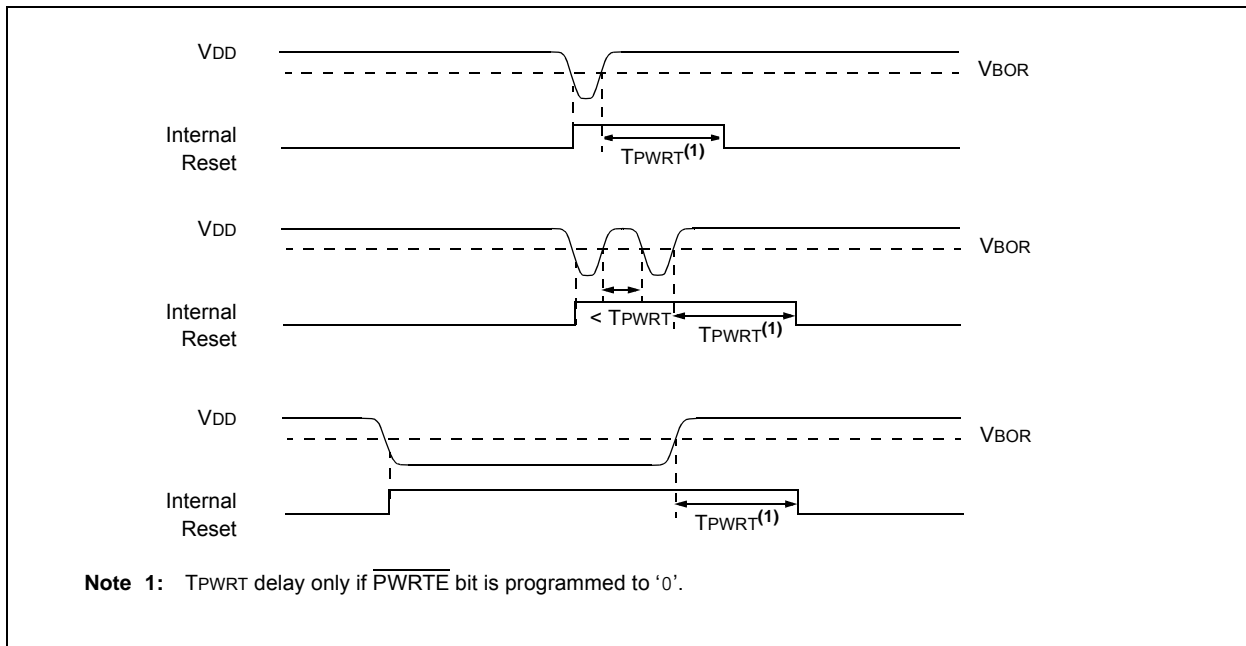 VDD
VBOR
Internal
Reset
TPWRT(1)
VDD
VBOR
Internal
Reset
< TPWRT
TPWRT(1)
VDD
VBOR
Internal
Reset
TPWRT(1)
Note 1: TPWRT delay only if PWRTE bit is programmed to ‘0’.